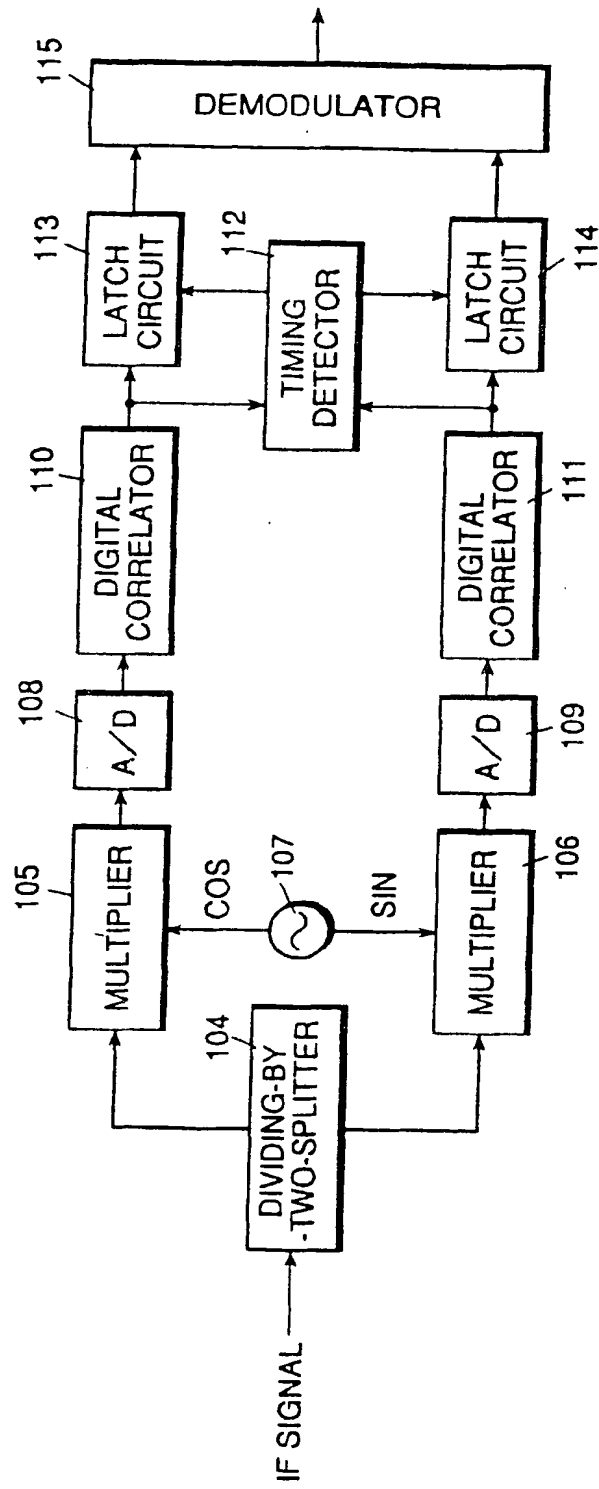 IF SIGNAL
104
DIVIDING-BY
-TWO-SPLITTER
105
MULTIPLIER
COS
107
SIN
MULTIPLIER
106
108
A/D
A/D
109
110
DIGITAL
CORRELATOR
DIGITAL
CORRELATOR
111
112
TIMING
DETECTOR
113
LATCH
CIRCUIT
LATCH
CIRCUIT
114
115
DEMODULATOR